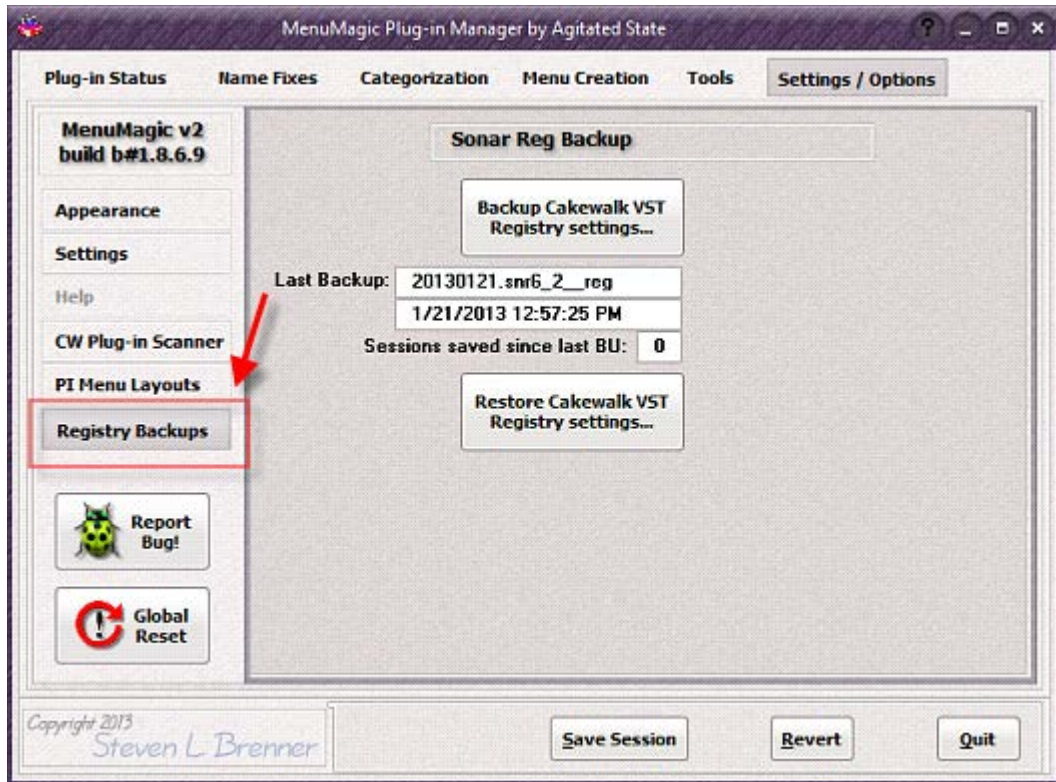 MenuMagic Plug-in Manager by Agitated State
?
Plug-in Status Name Fixes Categorization Menu Creation Tools Settings / Options
MenuMagic v2
build b#1.8.6.9
Appearance
Settings
Help
CW Plug-in Scanner
PI Menu Layouts
Registry Backups
Report
Bug!
Global
Reset
Sonar Reg Backup
Backup Cakewalk VST
Registry settings...
Last Backup: 20130121.snr6_2__reg
1/21/2013 12:57:25 PM
Sessions saved since last BU: 0
Restore Cakewalk VST
Registry settings...
Copyright 2013
Steven L Brenner
Save Session Revert Quit